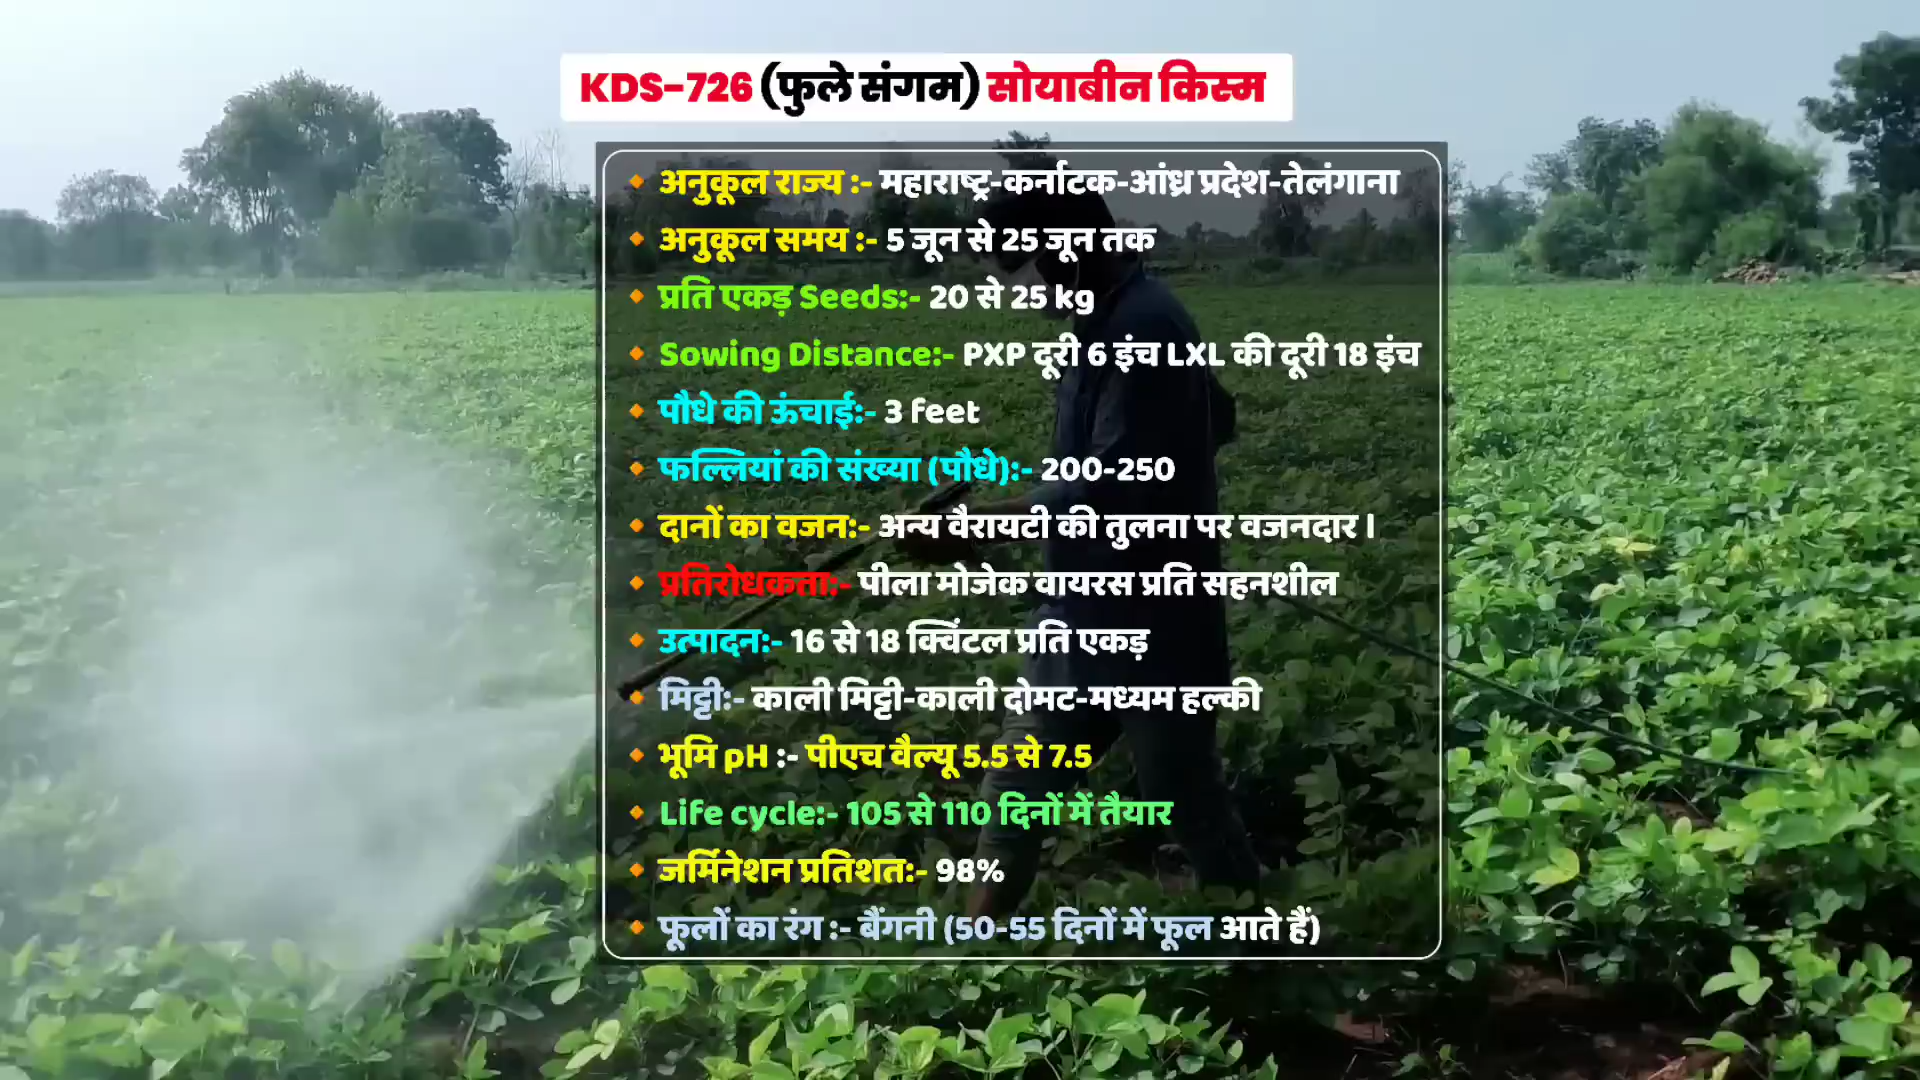 KDS-726 (फुले संगम) सोयाबीन किस्म
अनुकूल राज्य :- महाराष्ट्र-कर्नाटक-आंध्र प्रदेश-तेलंगाना
अनुकूल समय :- 5 जून से 25 जून तक
प्रति एकड़ Seeds:- 20 से 25 kg
Sowing Distance:- PXP दूरी 6 इंच LXL की दूरी 18 इंच
पौधे की ऊंचाई:- 3 feet
फल्लियां की संख्या (पौधे):- 200-250
दानों का वजन:- अन्य वैरायटी की तुलना पर वजनदार ।
प्रतिरोधकता:- पीला मोजेक वायरस प्रति सहनशील
उत्पादन:- 16 से 18 क्विंटल प्रति एकड़
मिट्टी:- काली मिट्टी-काली दोमट-मध्यम हल्की
भूमि pH :- पीएच वैल्यू 5.5 से 7.5
Life cycle:- 105 से 110 दिनों में तैयार
जर्मिनेशन प्रतिशत:- 98%
फूलों का रंग :- बैंगनी (50-55 दिनों में फूल आते हैं)